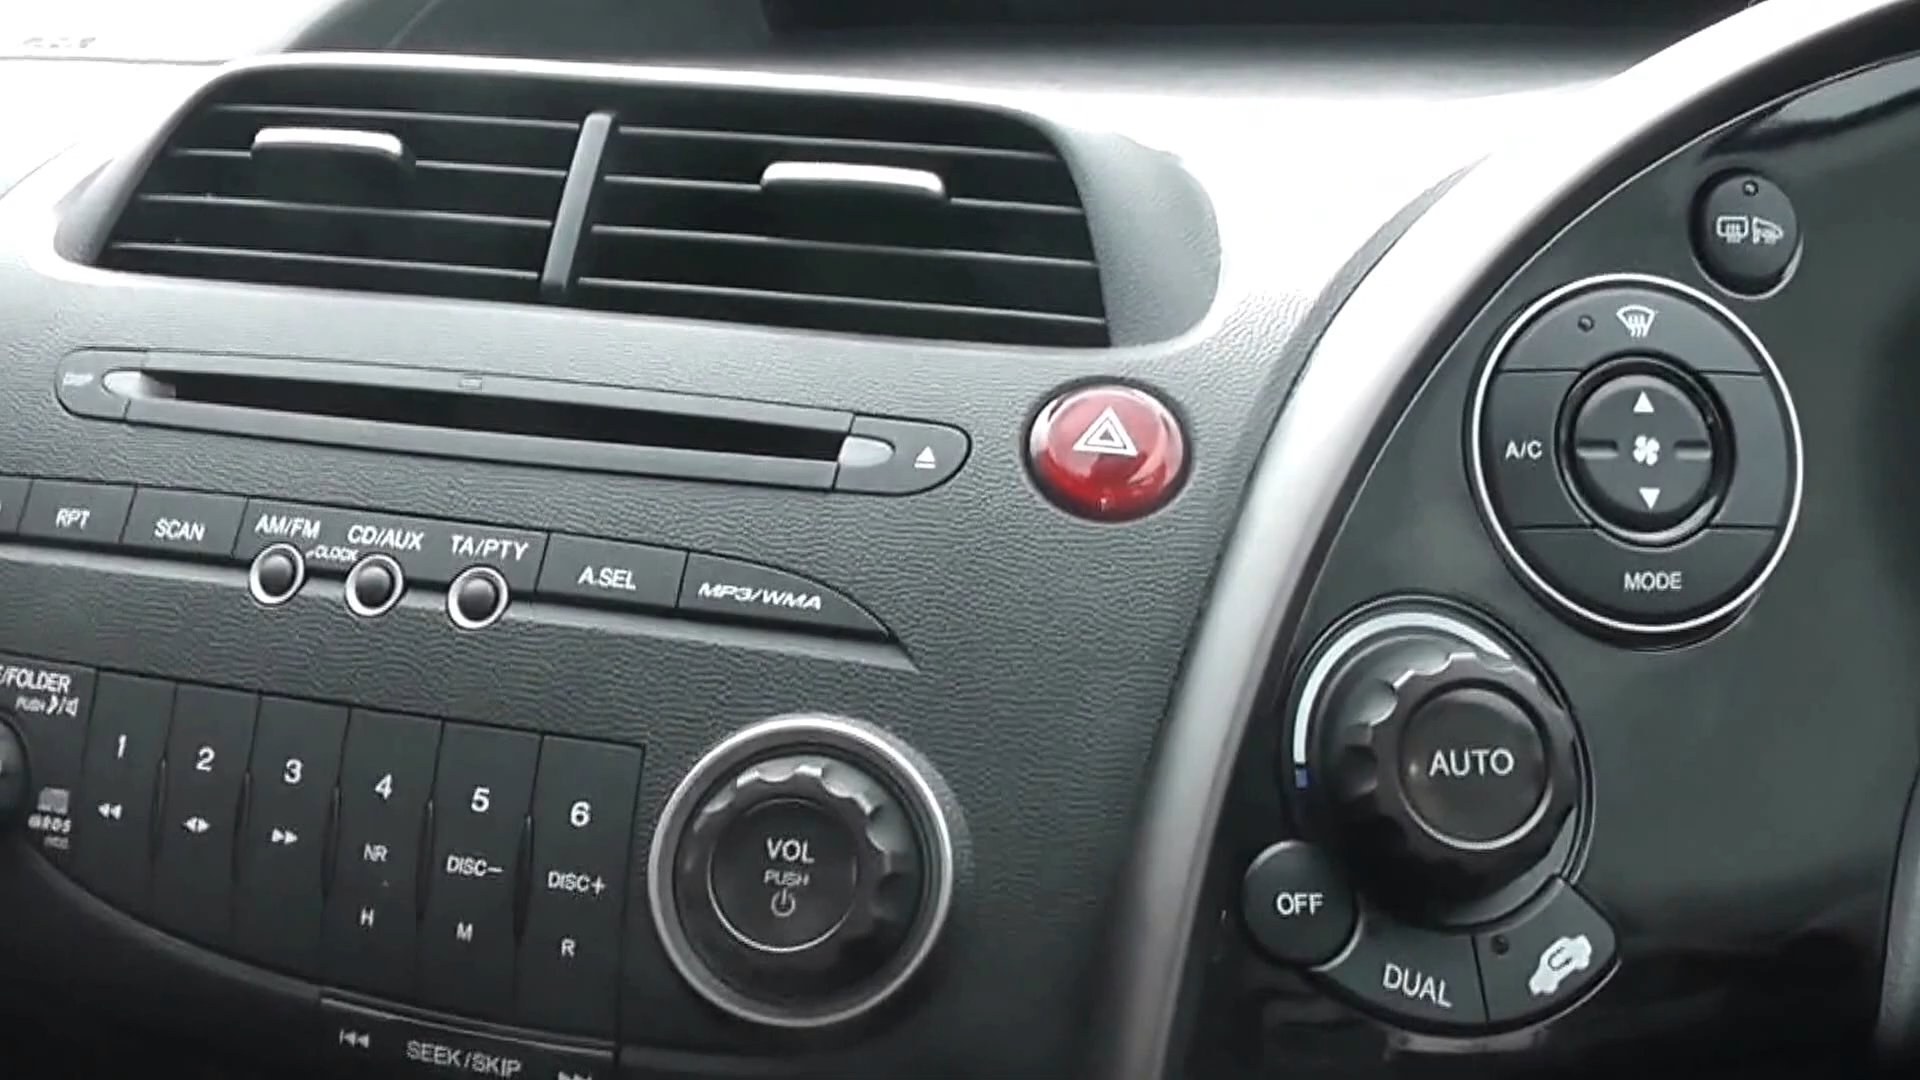 RPT
SCAN
AM/FM
CLOCK
CD/AUX
TA/PTY
A.SEL
MP3/WMA
/FOLDER
PUSH
1
2
3
4
5
6
NR
DISC−
DISC+
H
M
R
SEEK/SKIP
VOL
PUSH
A/C
MODE
AUTO
OFF
DUAL